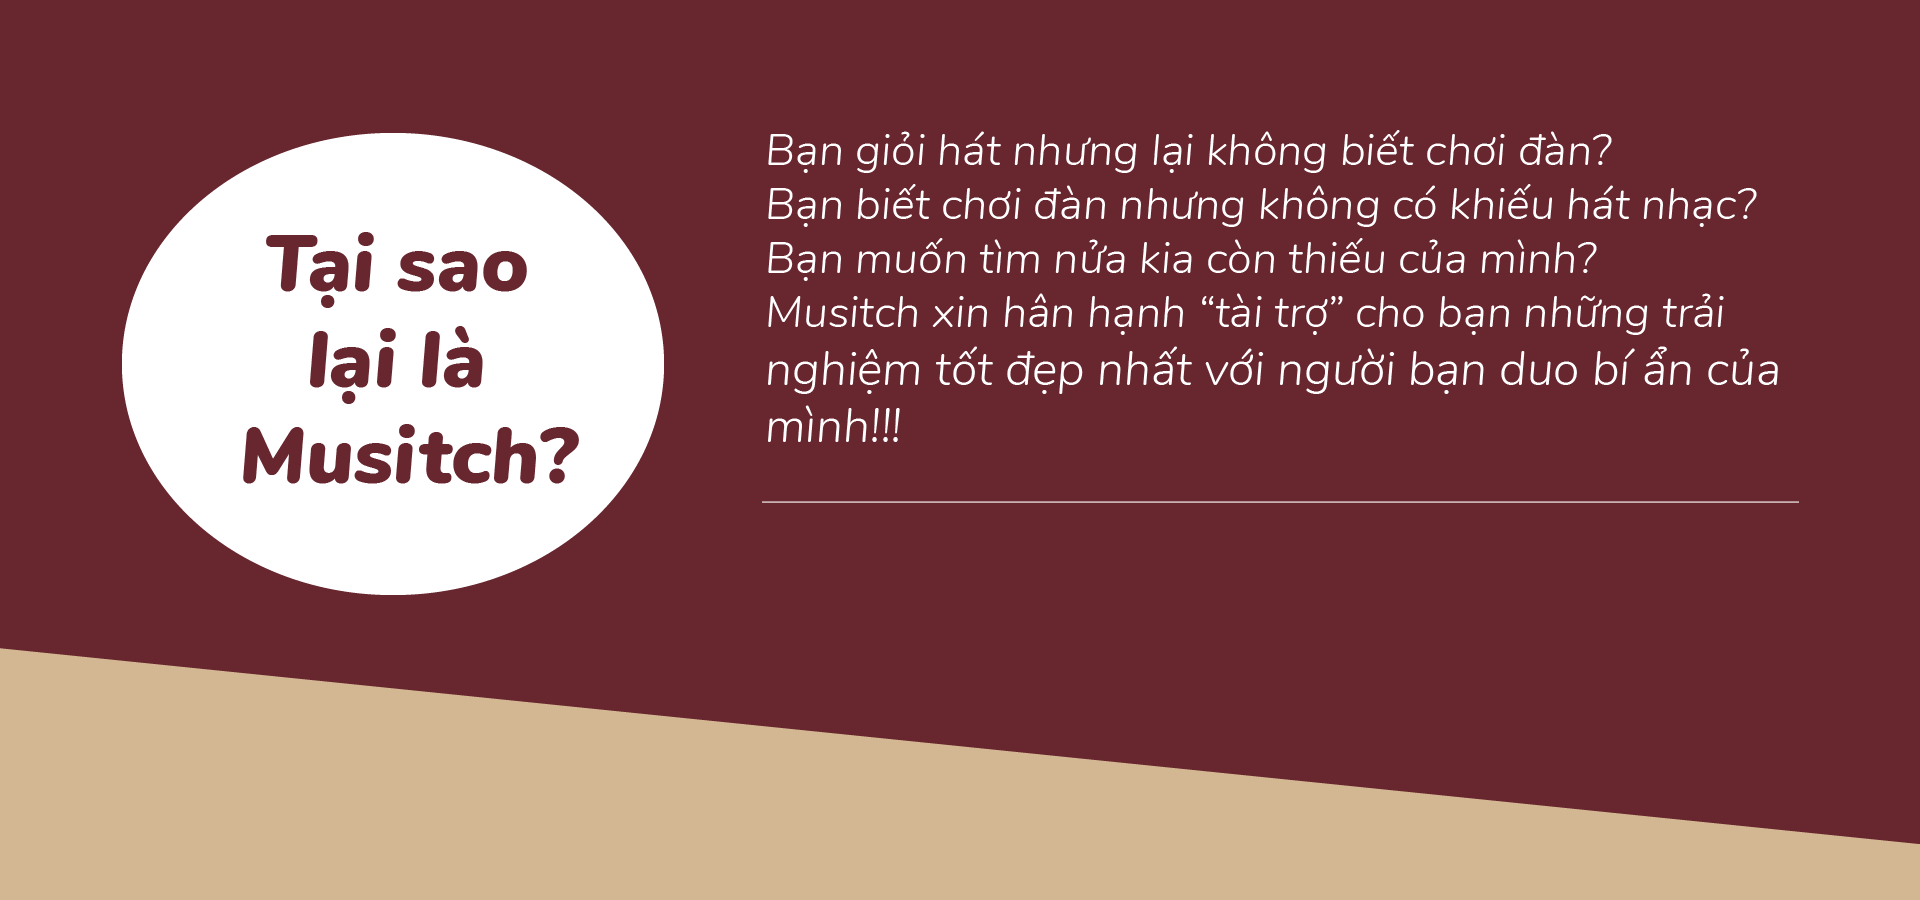 Tại sao
lại là
Musitch?
Bạn giỏi hát nhưng lại không biết chơi đàn?
Bạn biết chơi đàn nhưng không có khiếu hát nhạc?
Bạn muốn tìm nửa kia còn thiếu của mình?
Musitch xin hân hạnh “tài trợ” cho bạn những trải
nghiệm tốt đẹp nhất với người bạn duo bí ẩn của
mình!!!